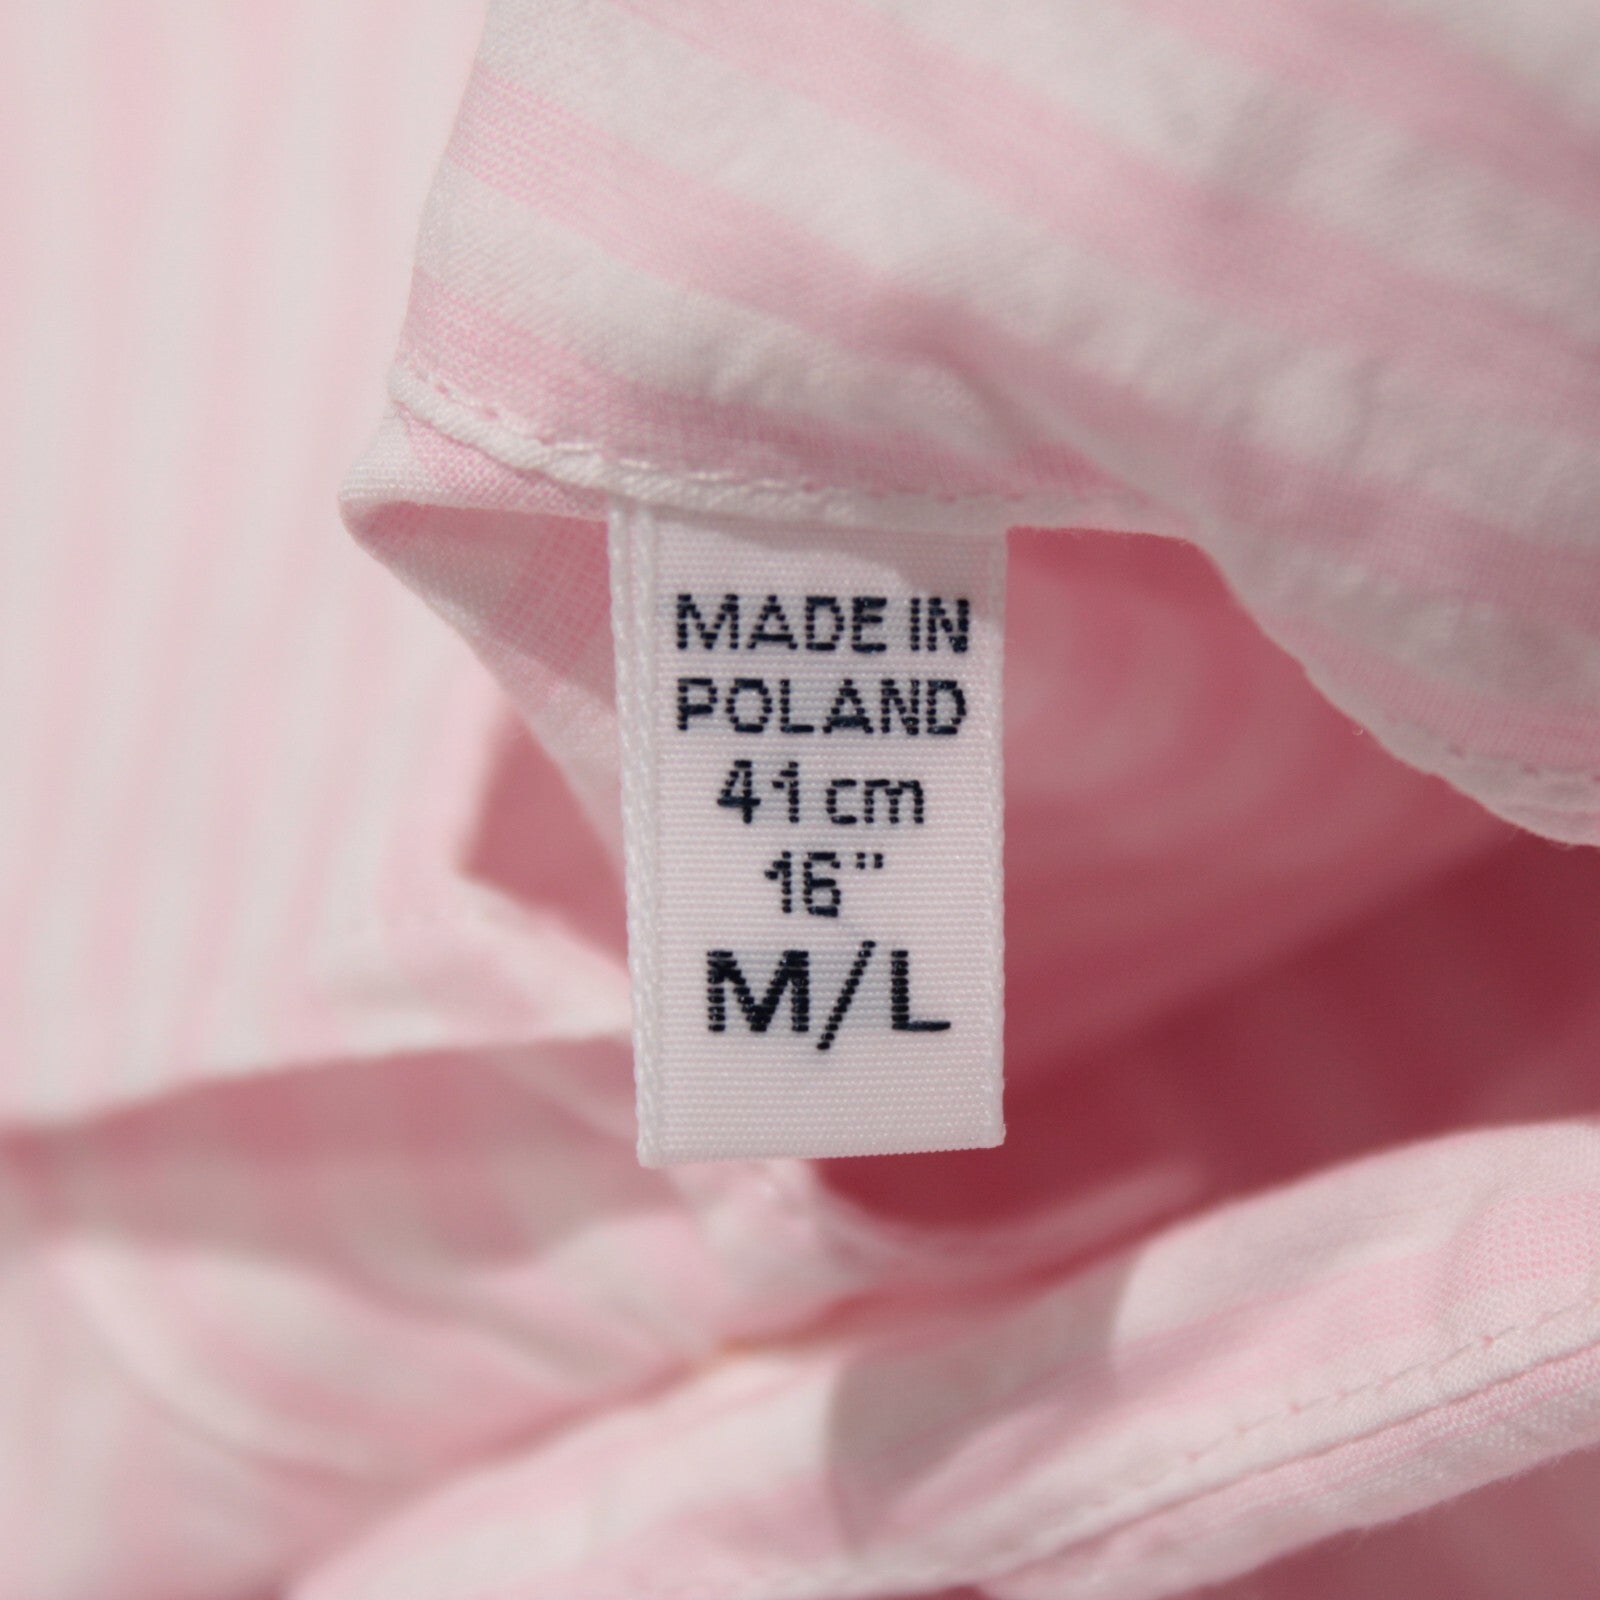 MADE IN
POLAND
41 cm
16"
M/L